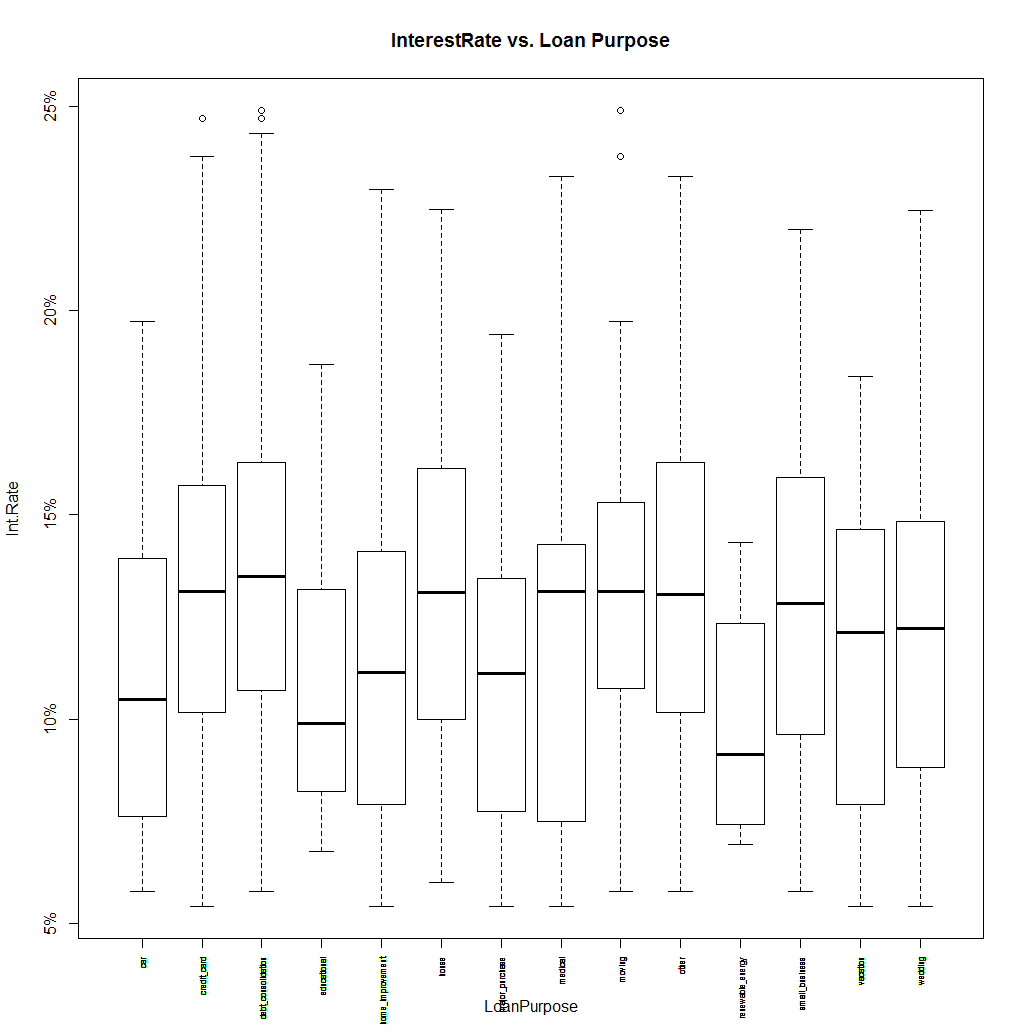 InterestRate vs. Loan Purpose
25%
20%
15%
10%
5%
Int.Rate
car
credit_card
debt_consolidation
educational
home_improvement
house
major_purchase
medical
moving
other
renewable_energy
small_business
vacation
wedding
LoanPurpose